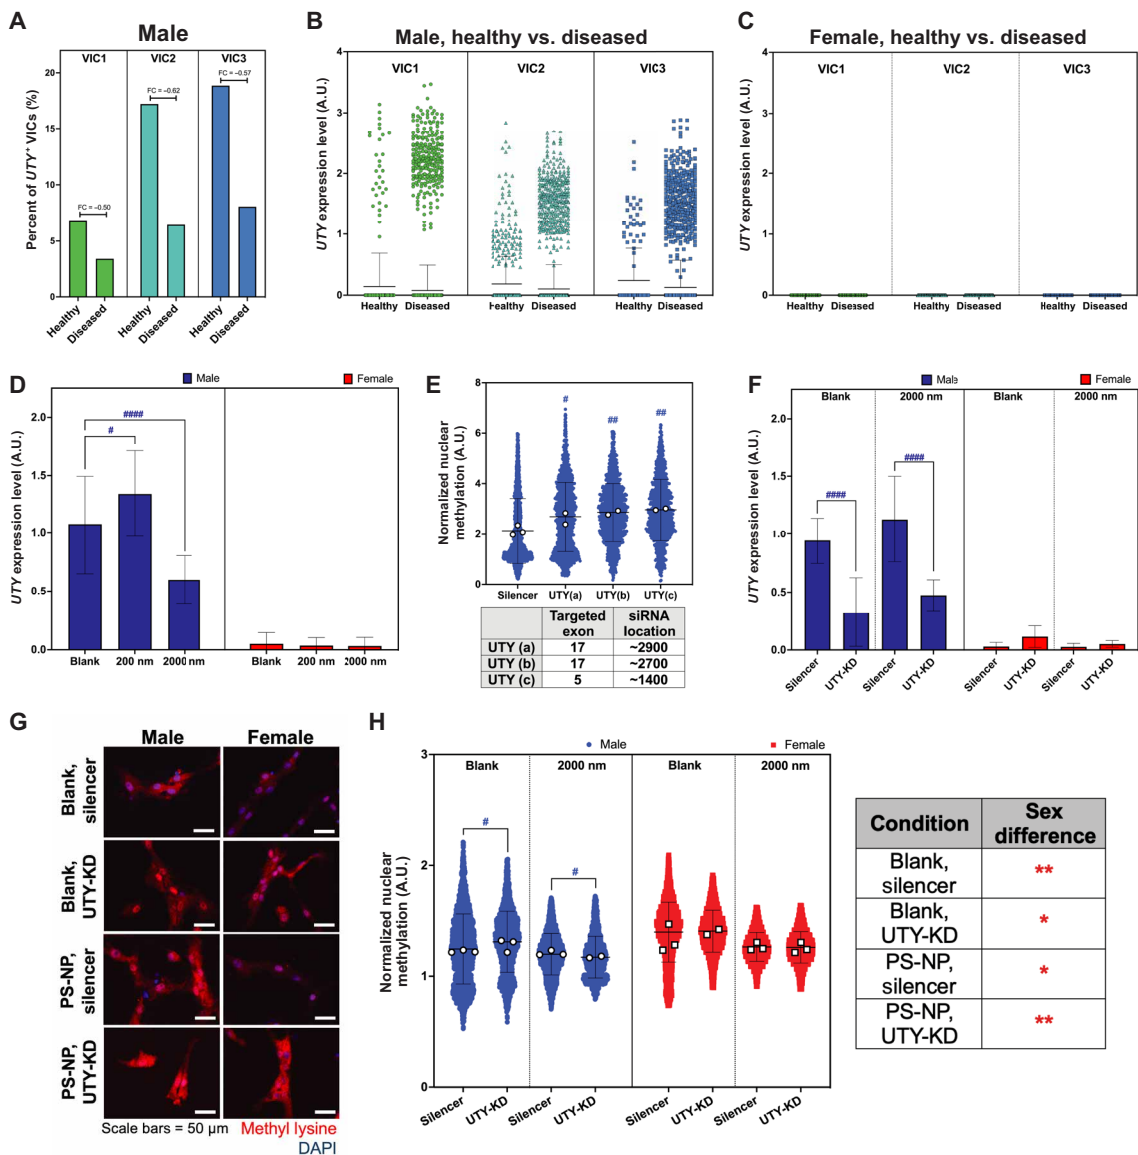 A
Male
VIC1
VIC2
VIC3
FC = –0.50
FC = –0.62
FC = –0.57
Percent of UTY+ VICs (%)
20
15
10
5
0
Healthy
Diseased
Healthy
Diseased
Healthy
Diseased
B
Male, healthy vs. diseased
VIC1
VIC2
VIC3
UTY expression level (A.U.)
4
3
2
1
0
Healthy
Diseased
Healthy
Diseased
Healthy
Diseased
C
Female, healthy vs. diseased
VIC1
VIC2
VIC3
UTY expression level (A.U.)
4
3
2
1
0
Healthy
Diseased
Healthy
Diseased
Healthy
Diseased
D
Male
Female
UTY expression level (A.U.)
2.0
1.5
1.0
0.5
0.0
####
#
Blank
200 nm
2000 nm
Blank
200 nm
2000 nm
E
Normalized nuclear
methylation (A.U.)
8
6
4
2
0
#
##
##
Silencer
UTY(a)
UTY(b)
UTY(c)
Targeted exon
siRNA location
UTY (a) 17 ~2900
UTY (b) 17 ~2700
UTY (c) 5 ~1400
F
Male
Female
Blank
2000 nm
Blank
2000 nm
UTY expression level (A.U.)
2.0
1.5
1.0
0.5
0.0
####
####
Silencer
UTY-KD
Silencer
UTY-KD
Silencer
UTY-KD
Silencer
UTY-KD
G
Male
Female
Blank,
silencer
Blank,
UTY-KD
PS-NP,
silencer
PS-NP,
UTY-KD
Scale bars = 50 μm
Methyl lysine
DAPI
H
Male
Female
Blank
2000 nm
Blank
2000 nm
Normalized nuclear
methylation (A.U.)
3
2
1
0
#
#
Silencer
UTY-KD
Silencer
UTY-KD
Silencer
UTY-KD
Silencer
UTY-KD
Condition
Sex
difference
Blank,
silencer
**
Blank,
UTY-KD
*
PS-NP,
silencer
*
PS-NP,
UTY-KD
**